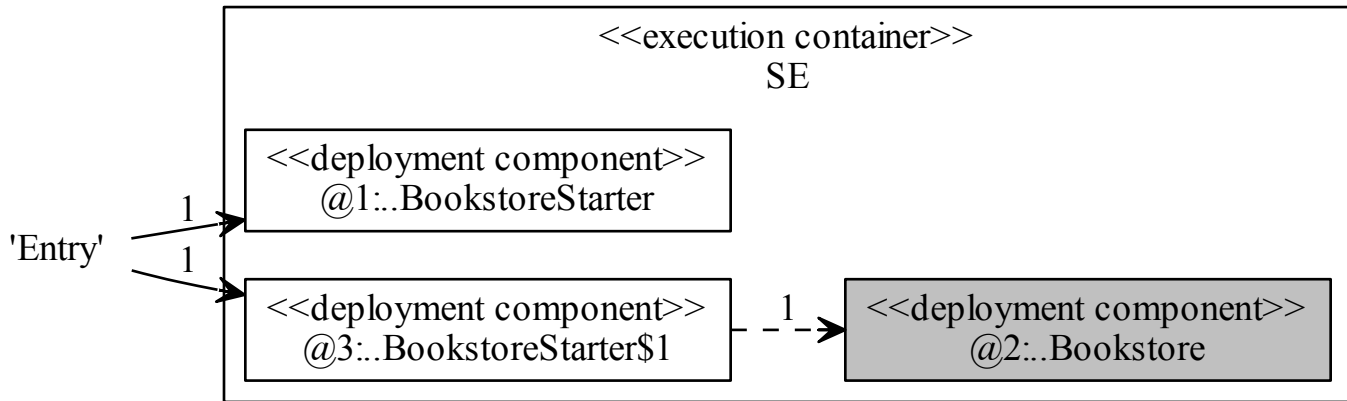 <<execution container>>
SE
<<deployment component>>
@1:..BookstoreStarter
1
'Entry'
1
<<deployment component>>
@3:..BookstoreStarter$1
1
<<deployment component>>
@2:..Bookstore